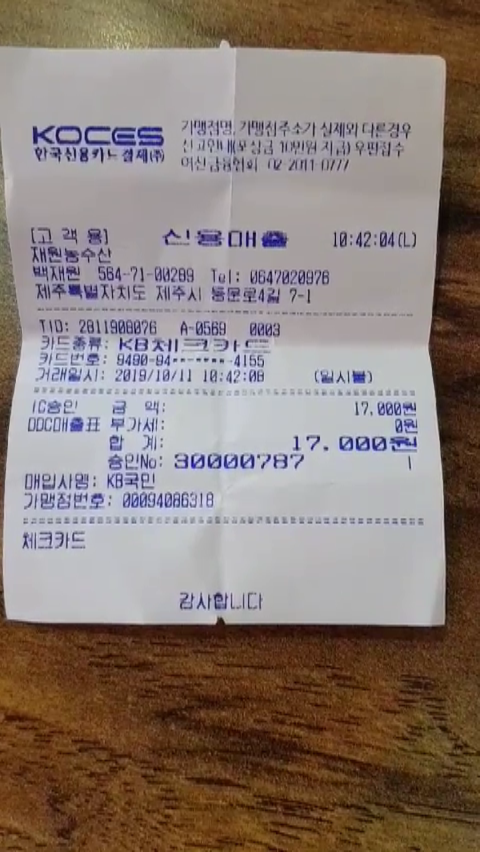 KOCES
한국신용카드결제(주)
가맹점명, 가맹점주소가 실제와 다른경우
신고안내(포상금 10만원 지급) 우편접수
여신금융협회 02-2011-0777
[고 객 용] 신용매출 10:42:04(L)
재원농수산
백재원 564-71-00299 Tel: 0647020976
제주특별자치도 제주시 동문로4길 7-1
TID: 2811908076 A-0569 0003
카드종류: KB체크카드
카드번호: 9490-94**-****-4155
거래일시: 2019/10/11 10:42:08 (일시불)
IC승인 금 액: 17,000원
DDC매출표 부가세: 0원
합 계: 17,000원
승인No: 30000787
매입사명: KB국민
가맹점번호: 00094086318
체크카드
감사합니다